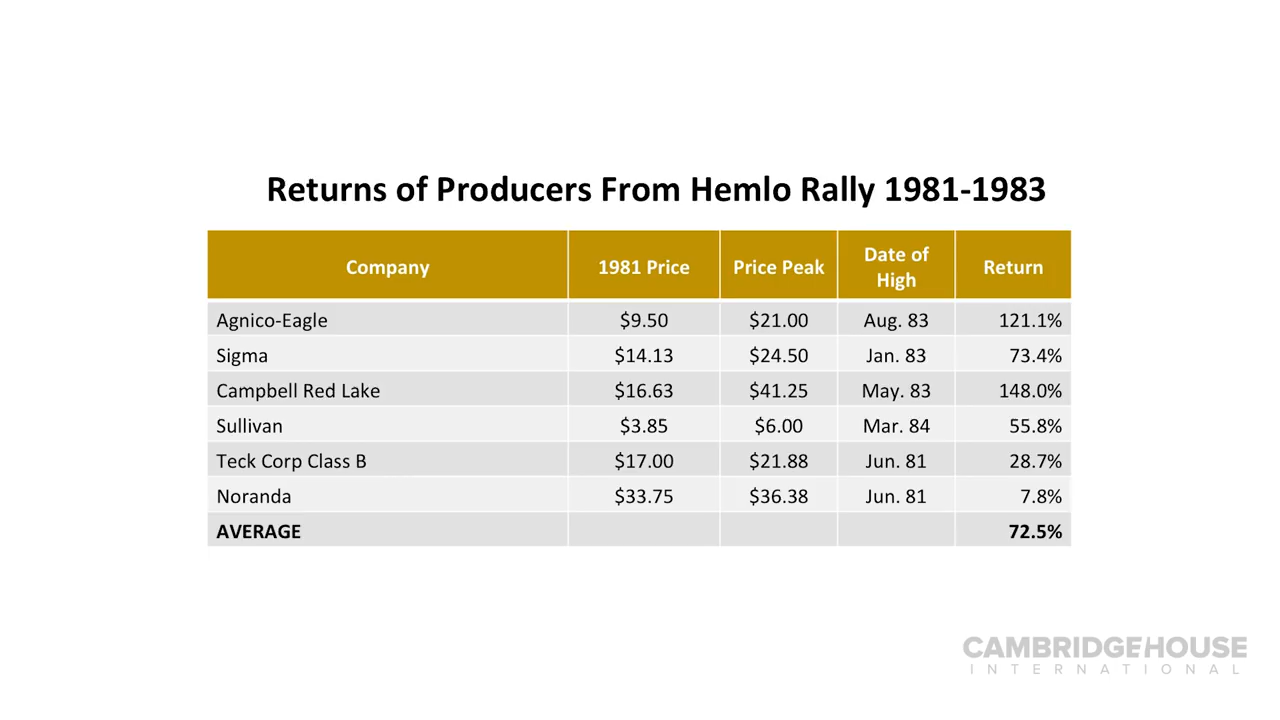 Returns of Producers From Hemlo Rally 1981-1983
Company 1981 Price Price Peak Date of High Return
Agnico-Eagle $9.50 $21.00 Aug. 83 121.1%
Sigma $14.13 $24.50 Jan. 83 73.4%
Campbell Red Lake $16.63 $41.25 May. 83 148.0%
Sullivan $3.85 $6.00 Mar. 84 55.8%
Teck Corp Class B $17.00 $21.88 Jun. 81 28.7%
Noranda $33.75 $36.38 Jun. 81 7.8%
AVERAGE 72.5%
CAMBRIDGEHOUSE
INTERNATIONAL